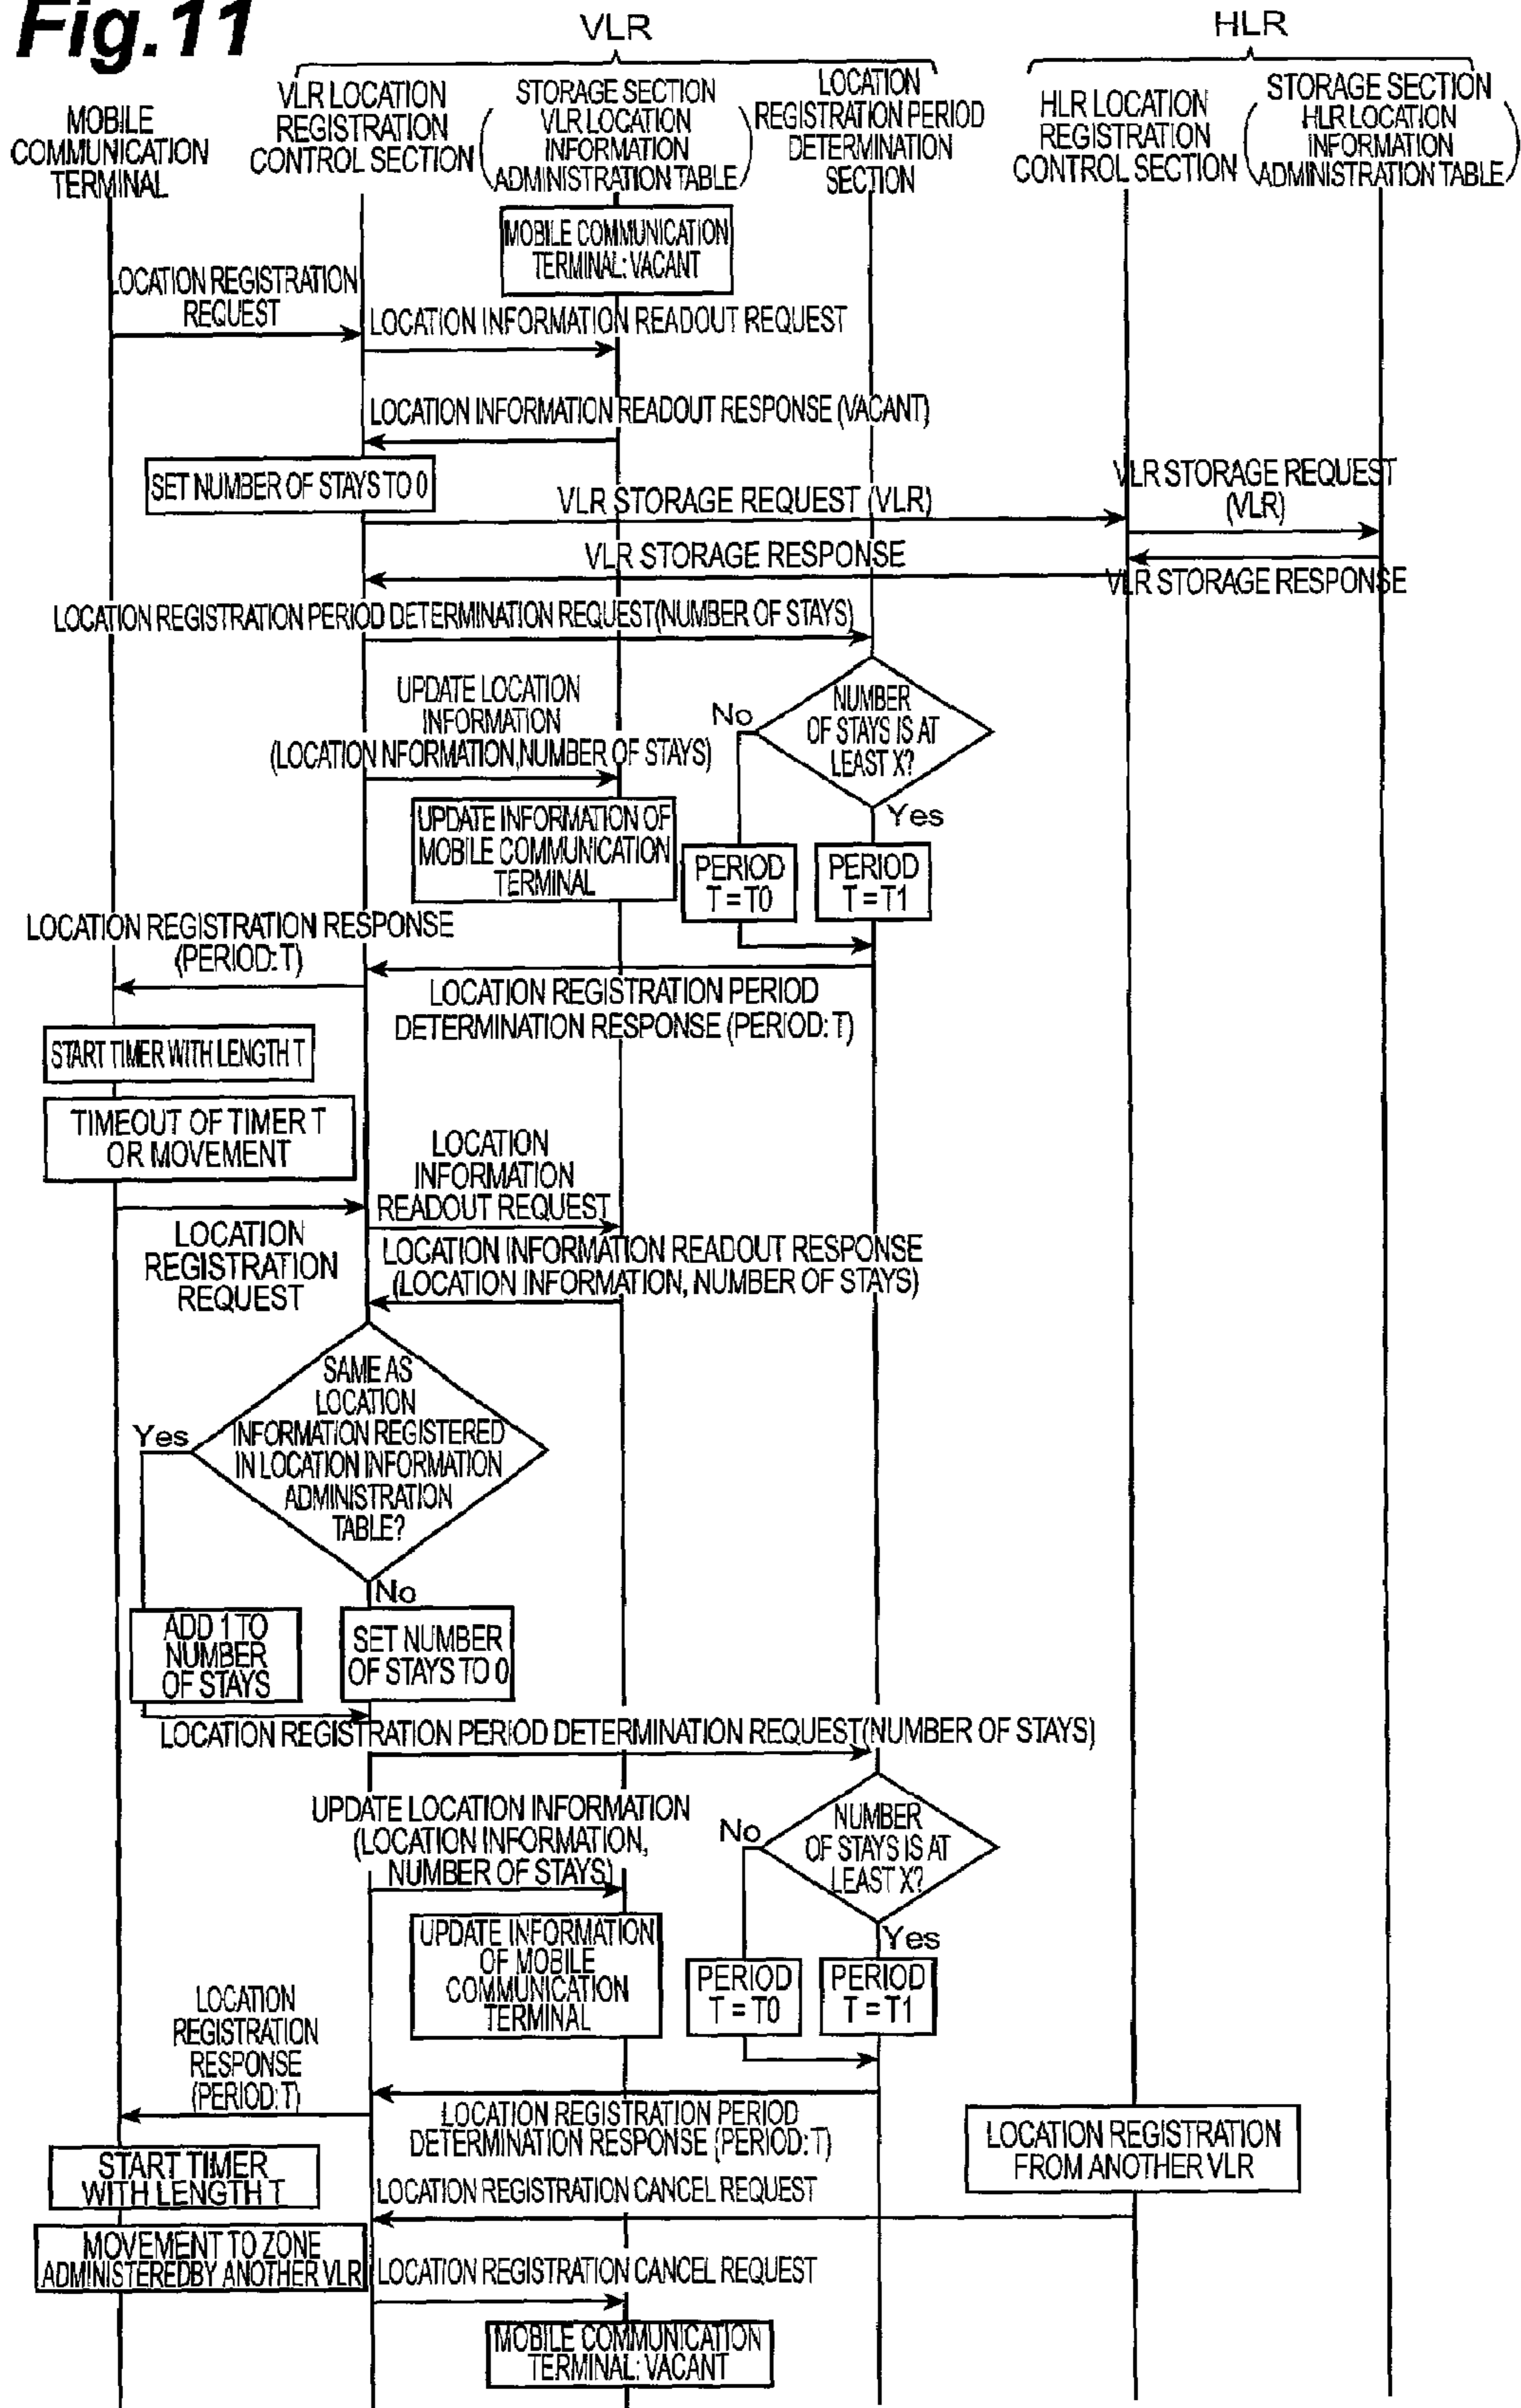 Fig.11
VLR
HLR
MOBILE
COMMUNICATION
TERMINAL
VLR LOCATION
REGISTRATION
CONTROL SECTION
STORAGE SECTION
VLR LOCATION
INFORMATION
ADMINISTRATION TABLE
LOCATION
REGISTRATION PERIOD
DETERMINATION
SECTION
HLR LOCATION
REGISTRATION
CONTROL SECTION
STORAGE SECTION
HLR LOCATION
INFORMATION
ADMINISTRATION TABLE
MOBILE COMMUNICATION
TERMINAL: VACANT
LOCATION REGISTRATION
REQUEST
LOCATION INFORMATION READOUT REQUEST
LOCATION INFORMATION READOUT RESPONSE (VACANT)
SET NUMBER OF STAYS TO 0
VLR STORAGE REQUEST (VLR)
VLR STORAGE REQUEST
(VLR)
VLR STORAGE RESPONSE
VLR STORAGE RESPONSE
LOCATION REGISTRATION PERIOD DETERMINATION REQUEST(NUMBER OF STAYS)
UPDATE LOCATION
INFORMATION
(LOCATION NFORMATION,NUMBER OF STAYS)
NUMBER
OF STAYS IS AT
LEAST X?
No
Yes
UPDATE INFORMATION OF
MOBILE COMMUNICATION
TERMINAL
PERIOD
T = T0
PERIOD
T = T1
LOCATION REGISTRATION RESPONSE
(PERIOD: T)
LOCATION REGISTRATION PERIOD
DETERMINATION RESPONSE (PERIOD: T)
START TIMER WITH LENGTH T
TIMEOUT OF TIMER T
OR MOVEMENT
LOCATION
INFORMATION
READOUT REQUEST
LOCATION
REGISTRATION
REQUEST
LOCATION INFORMATION READOUT RESPONSE
(LOCATION INFORMATION, NUMBER OF STAYS)
SAME AS
LOCATION
INFORMATION REGISTERED
IN LOCATION INFORMATION
ADMINISTRATION
TABLE?
Yes
No
ADD 1 TO
NUMBER
OF STAYS
SET NUMBER
OF STAYS TO 0
LOCATION REGISTRATION PERIOD DETERMINATION REQUEST(NUMBER OF STAYS)
UPDATE LOCATION INFORMATION
(LOCATION INFORMATION,
NUMBER OF STAYS)
NUMBER
OF STAYS IS AT
LEAST X?
No
Yes
UPDATE INFORMATION
OF MOBILE
COMMUNICATION
TERMINAL
PERIOD
T = T0
PERIOD
T = T1
LOCATION
REGISTRATION
RESPONSE
(PERIOD: T)
LOCATION REGISTRATION PERIOD
DETERMINATION RESPONSE (PERIOD: T)
LOCATION REGISTRATION
FROM ANOTHER VLR
START TIMER
WITH LENGTH T
LOCATION REGISTRATION CANCEL REQUEST
MOVEMENT TO ZONE
ADMINISTEREDBY ANOTHER VLR
LOCATION REGISTRATION CANCEL REQUEST
MOBILE COMMUNICATION
TERMINAL: VACANT